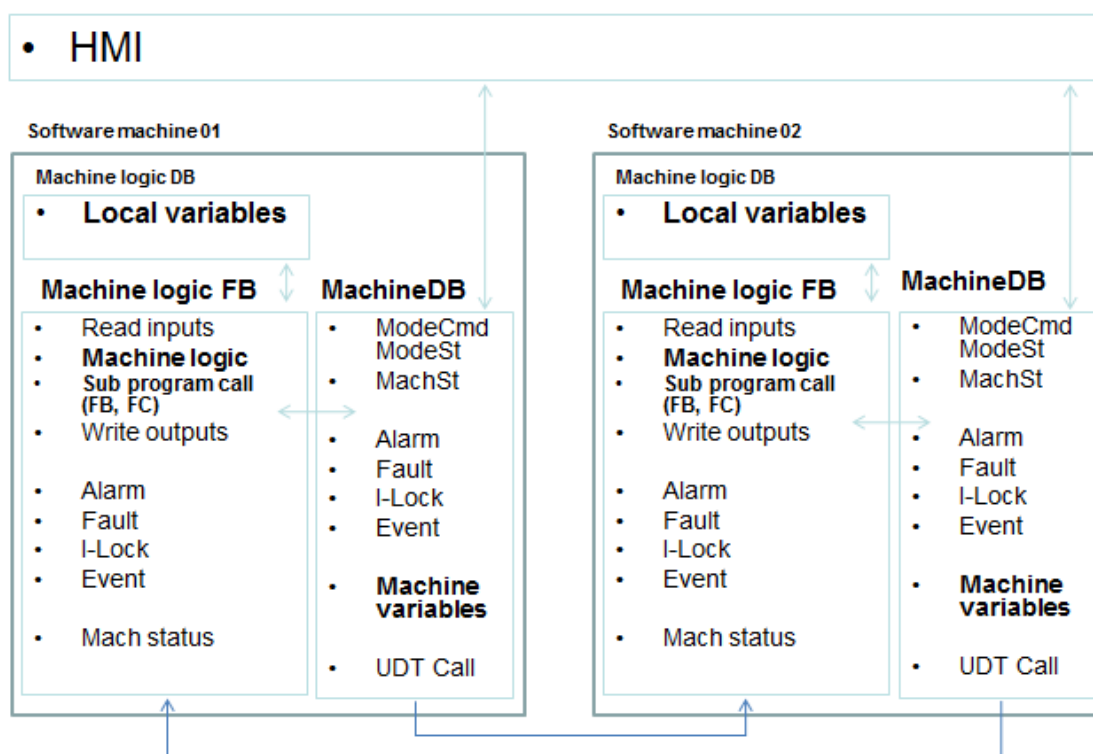 • HMI
Software machine 01
Machine logic DB
• Local variables
Machine logic FB
• Read inputs
• Machine logic
• Sub program call
(FB, FC)
• Write outputs
• Alarm
• Fault
• I-Lock
• Event
• Mach status
MachineDB
• ModeCmd
ModeSt
• MachSt
• Alarm
• Fault
• I-Lock
• Event
• Machine
variables
• UDT Call
Software machine 02
Machine logic DB
• Local variables
Machine logic FB
• Read inputs
• Machine logic
• Sub program call
(FB, FC)
• Write outputs
• Alarm
• Fault
• I-Lock
• Event
• Mach status
MachineDB
• ModeCmd
ModeSt
• MachSt
• Alarm
• Fault
• I-Lock
• Event
• Machine
variables
• UDT Call